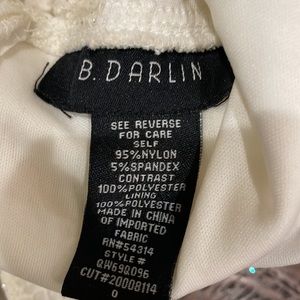 B. DARLIN
SEE REVERSE
FOR CARE
SELF
95%NYLON
5%SPANDEX
CONTRAST
100%POLYESTER
LINING
100%POLYESTER
MADE IN CHINA
OF IMPORTED
FABRIC
RN#54314
STYLE #
QW69Q096
CUT#20008114
0